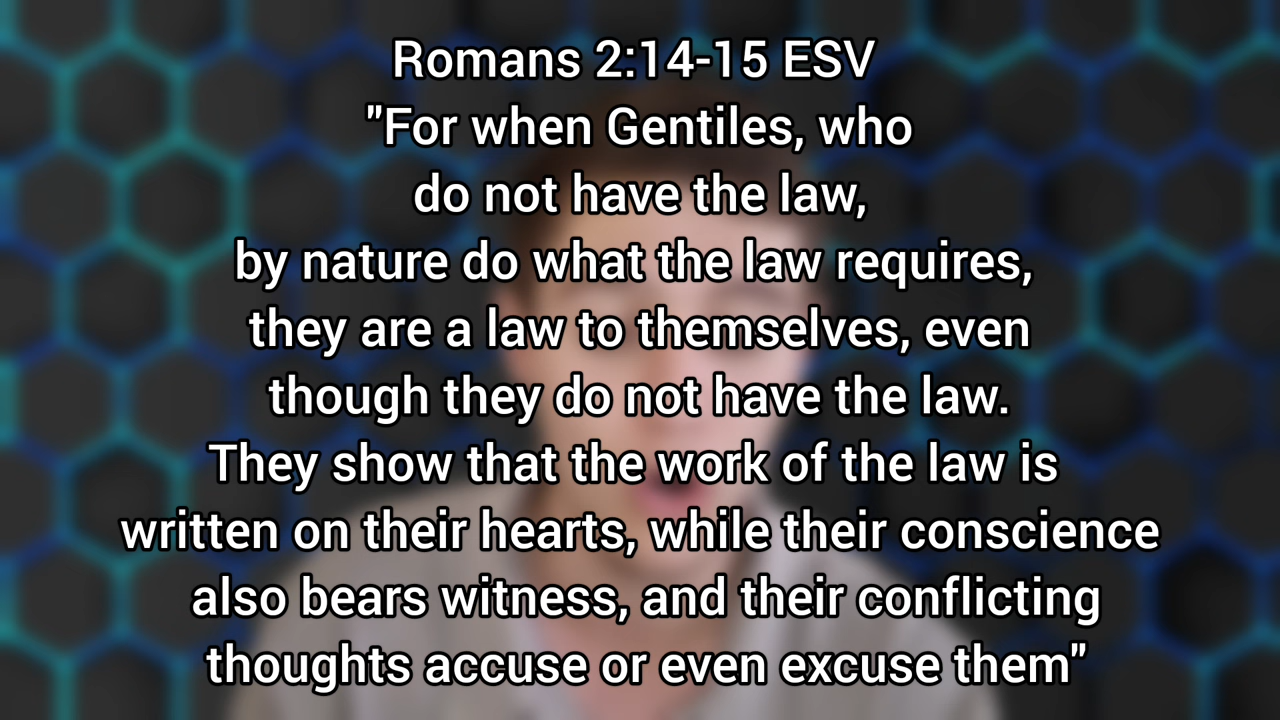 Romans 2:14-15 ESV
"For when Gentiles, who
do not have the law,
by nature do what the law requires,
they are a law to themselves, even
though they do not have the law.
They show that the work of the law is
written on their hearts, while their conscience
also bears witness, and their conflicting
thoughts accuse or even excuse them"